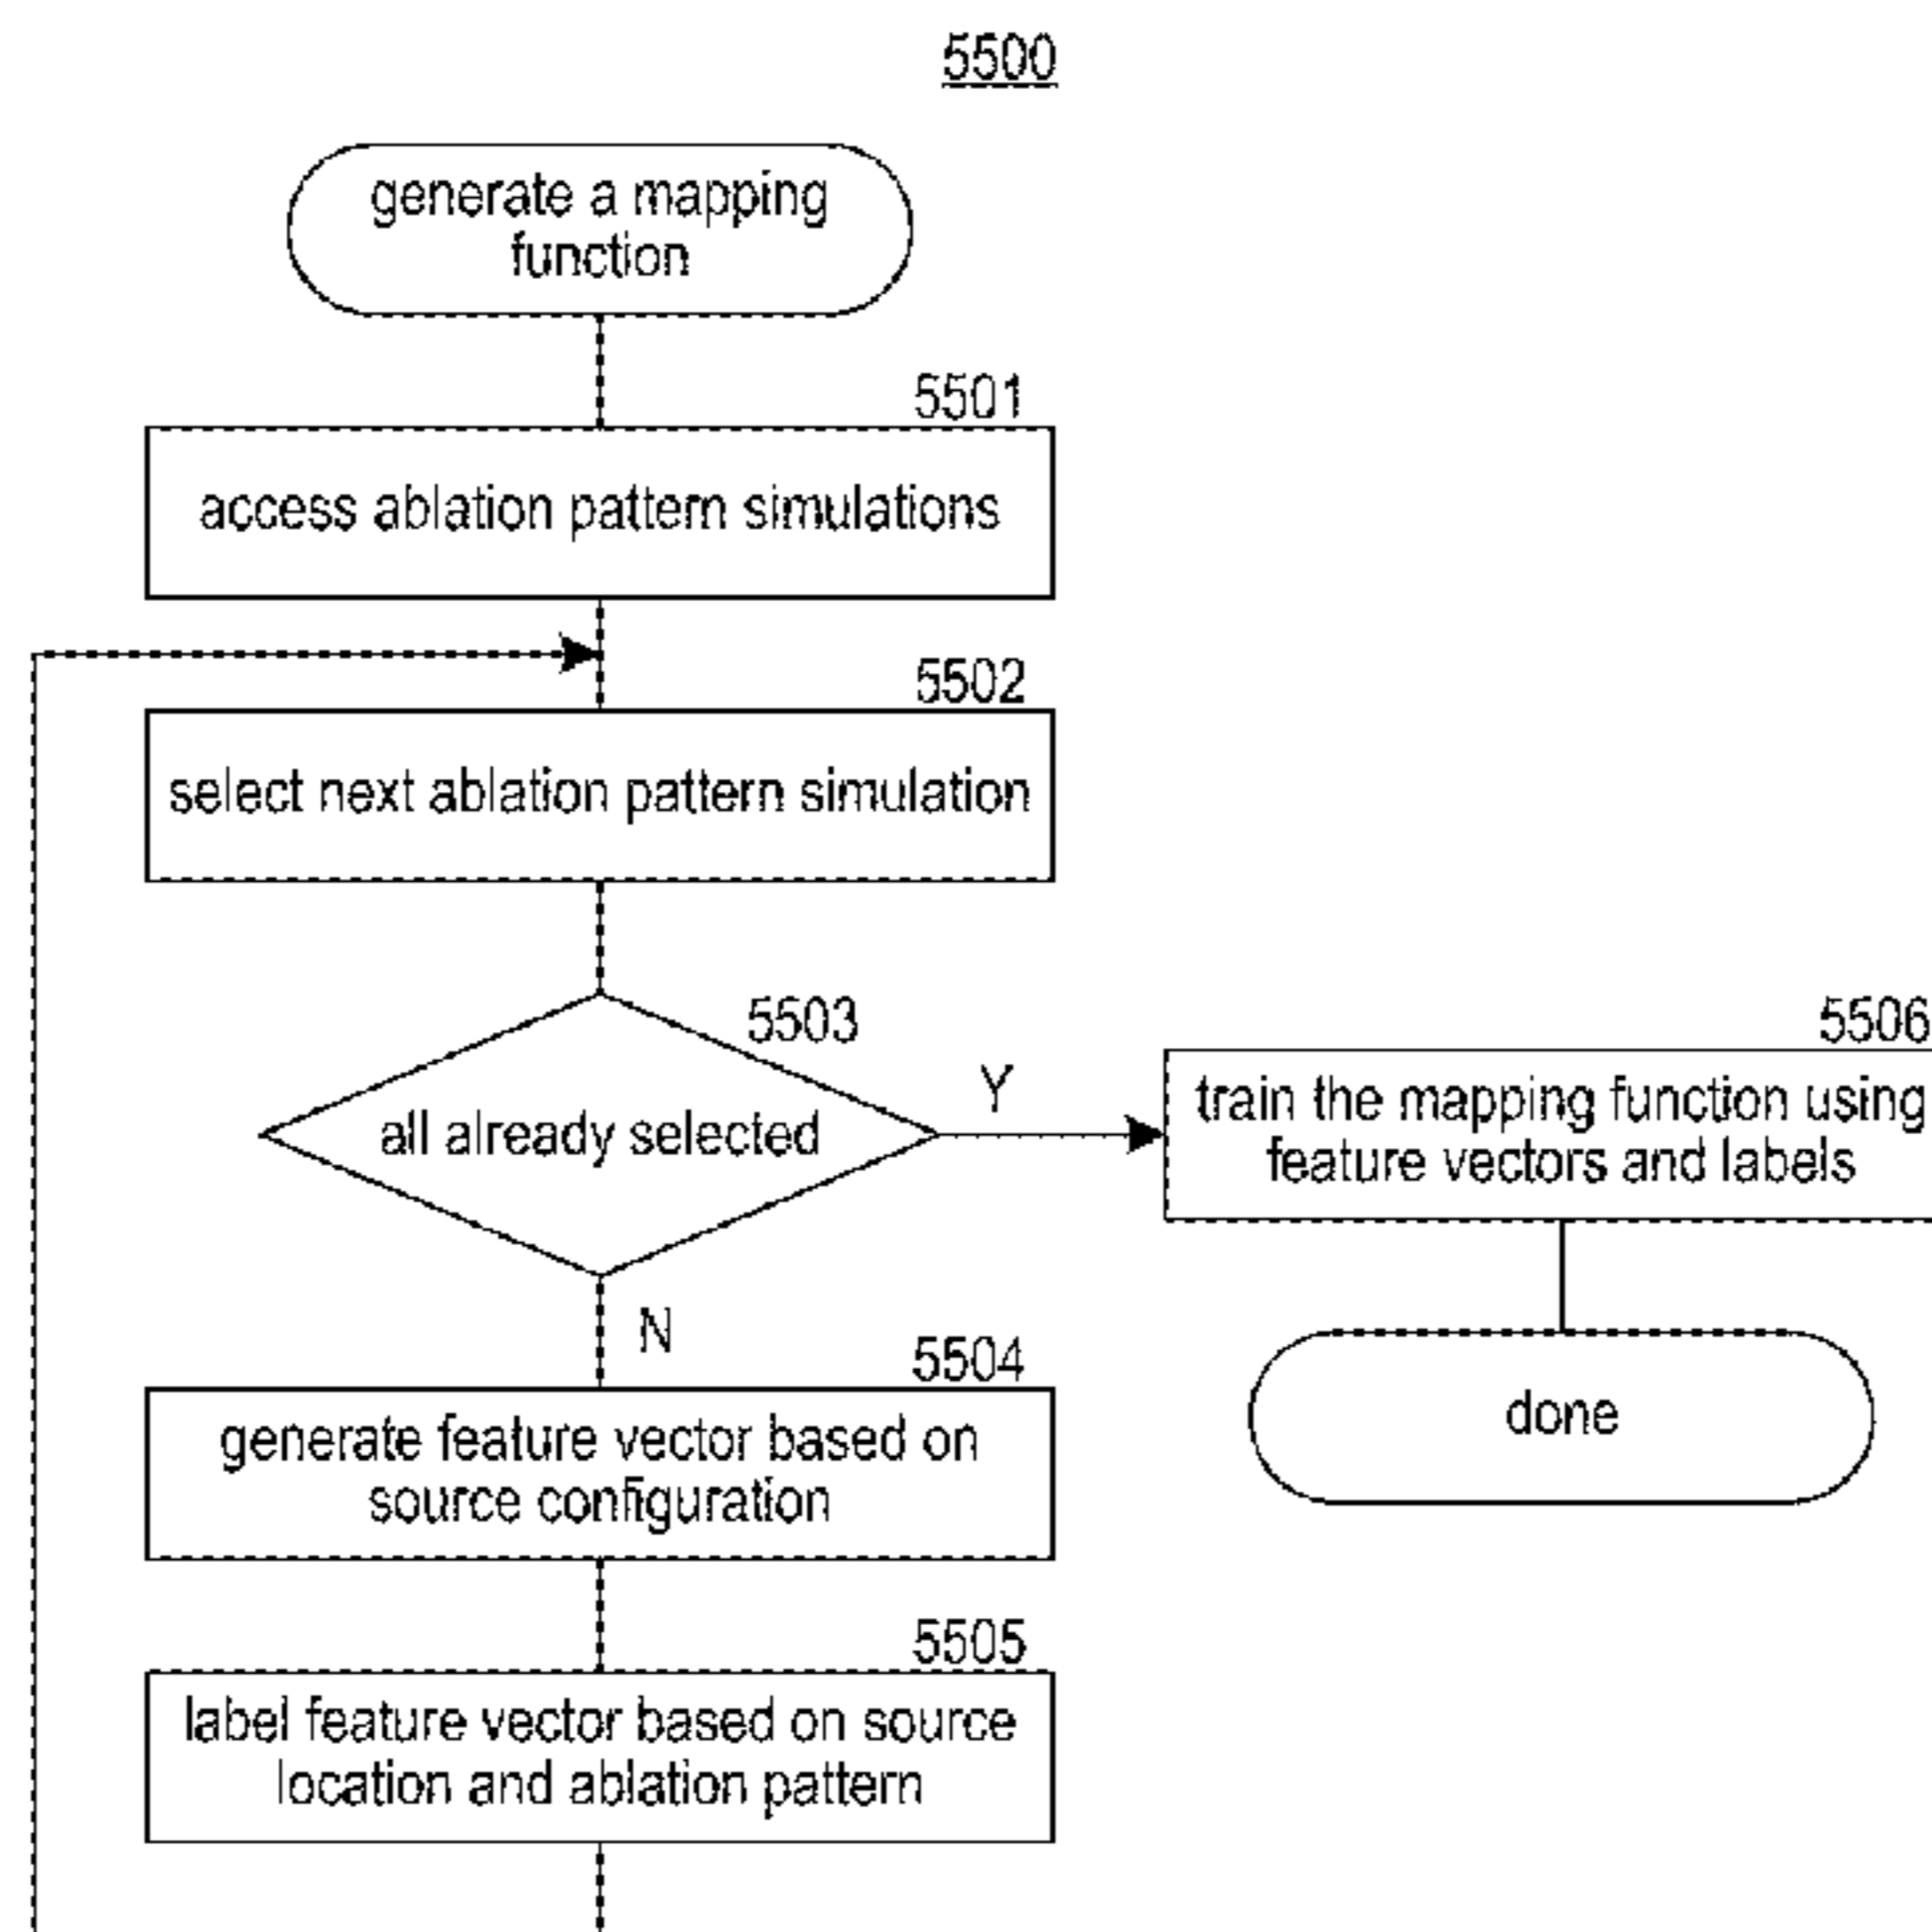 5500
generate a mapping
function
5501
access ablation pattern simulations
5502
select next ablation pattern simulation
5503
all already selected
Y
5506
train the mapping function using
feature vectors and labels
done
N
5504
generate feature vector based on
source configuration
5505
label feature vector based on source
location and ablation pattern